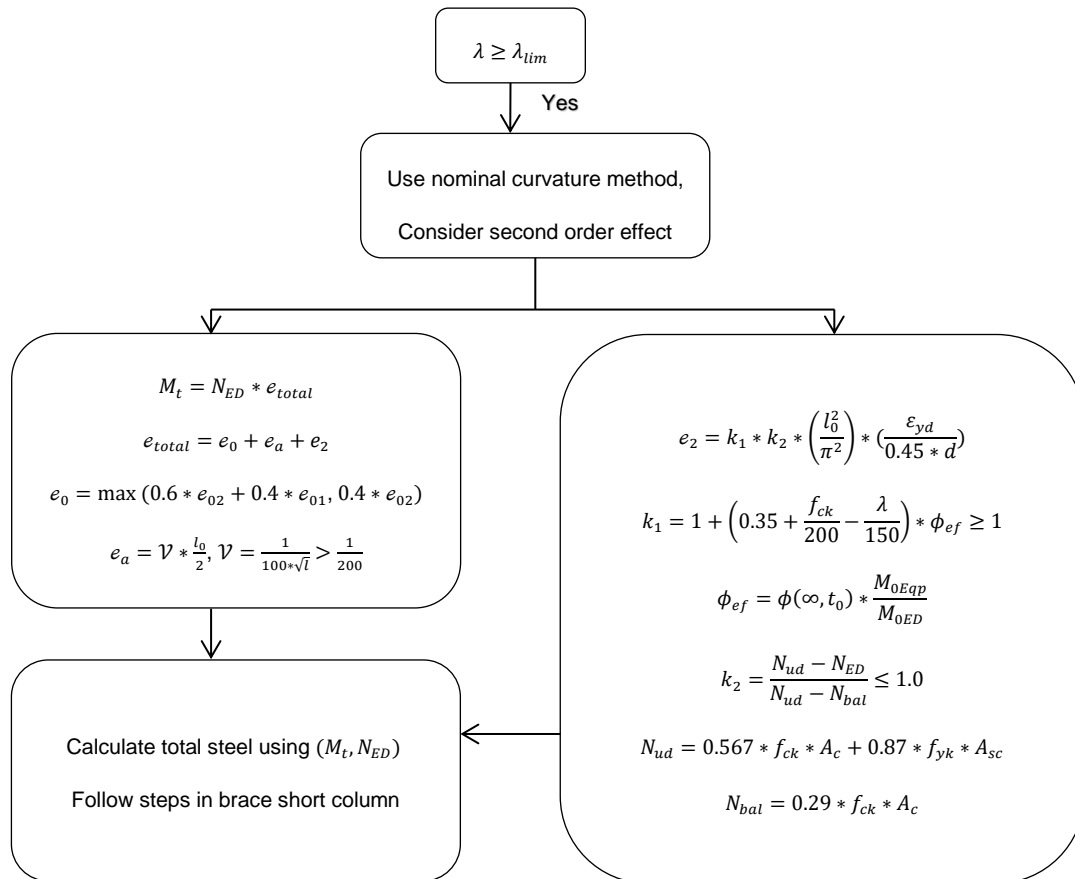 λ ≥ λ_lim
Yes
Use nominal curvature method,
Consider second order effect
M_t = N_ED * e_total
e_total = e_0 + e_a + e_2
e_0 = max (0.6 * e_02 + 0.4 * e_01, 0.4 * e_02)
e_a = 𝒱 * l_0/2, 𝒱 = 1/(100*√l) > 1/200
Calculate total steel using (M_t, N_ED)
Follow steps in brace short column
e_2 = k_1 * k_2 * (l_0^2/π^2) * (ε_yd/(0.45 * d))
k_1 = 1 + (0.35 + f_ck/200 − λ/150) * ϕ_ef ≥ 1
ϕ_ef = ϕ(∞, t_0) * M_0Eqp/M_0ED
k_2 = (N_ud − N_ED)/(N_ud − N_bal) ≤ 1.0
N_ud = 0.567 * f_ck * A_c + 0.87 * f_yk * A_sc
N_bal = 0.29 * f_ck * A_c